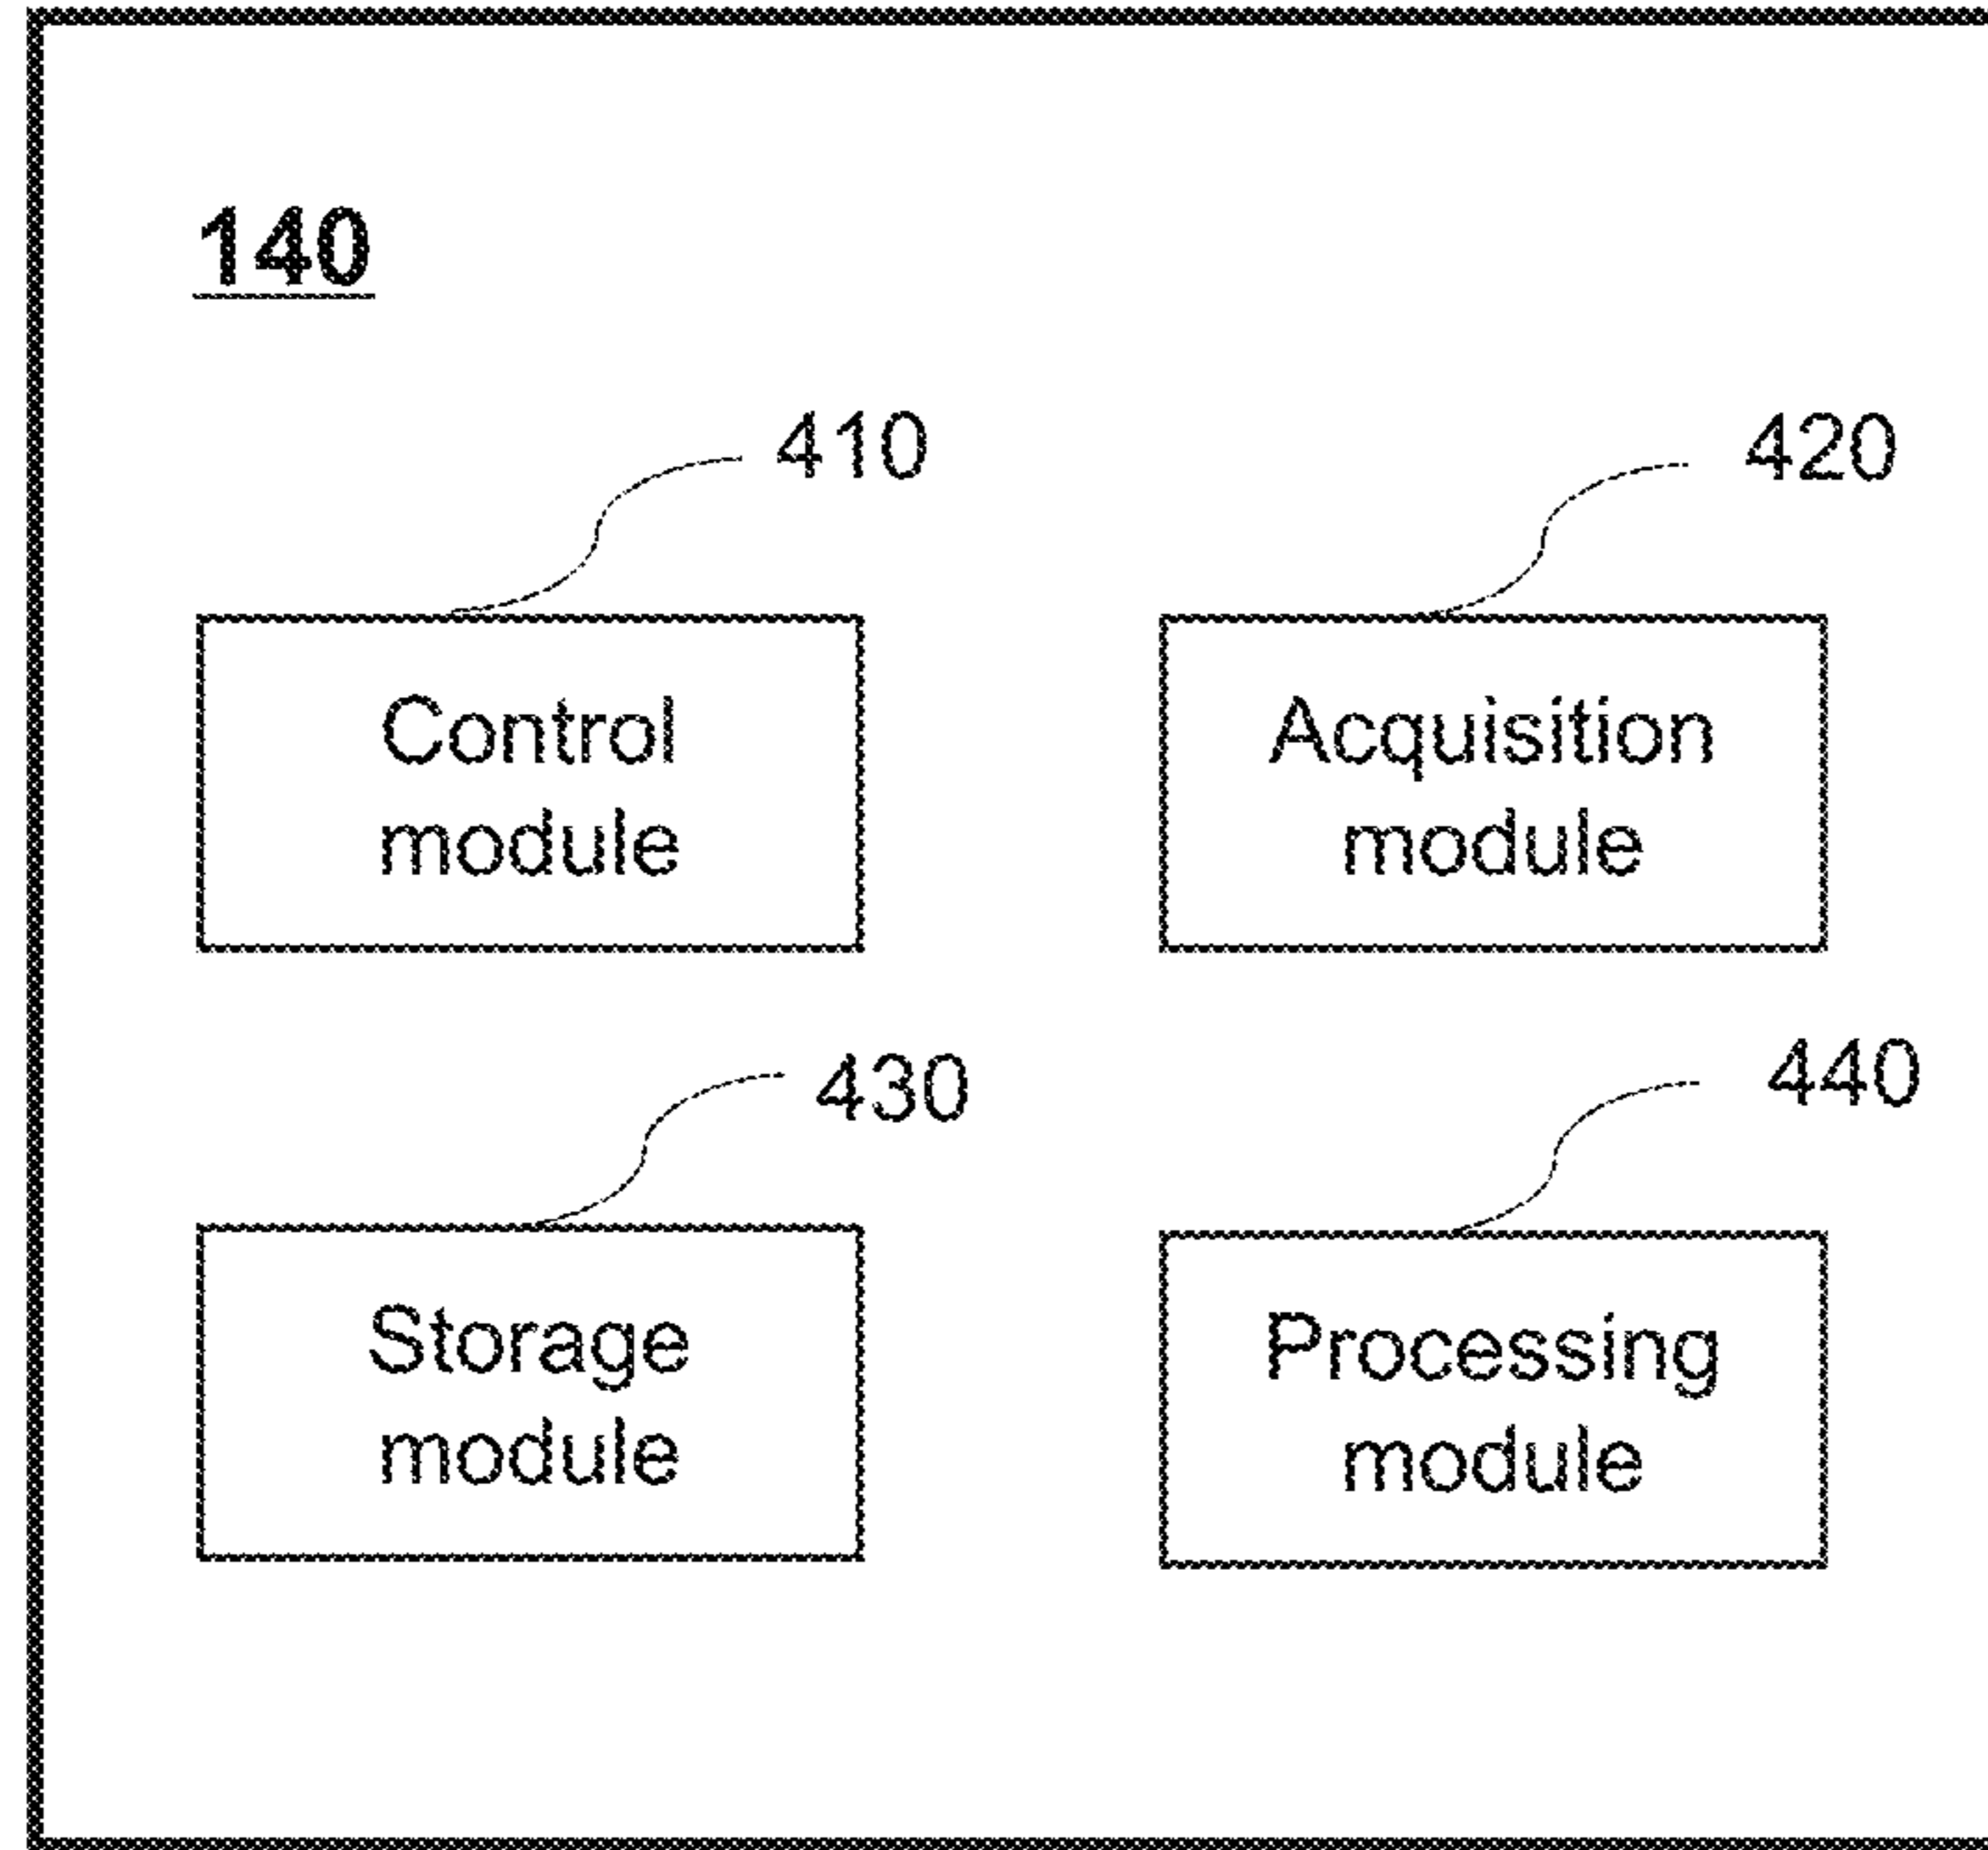 140
410
420
Control
module
Acquisition
module
430
440
Storage
module
Processing
module